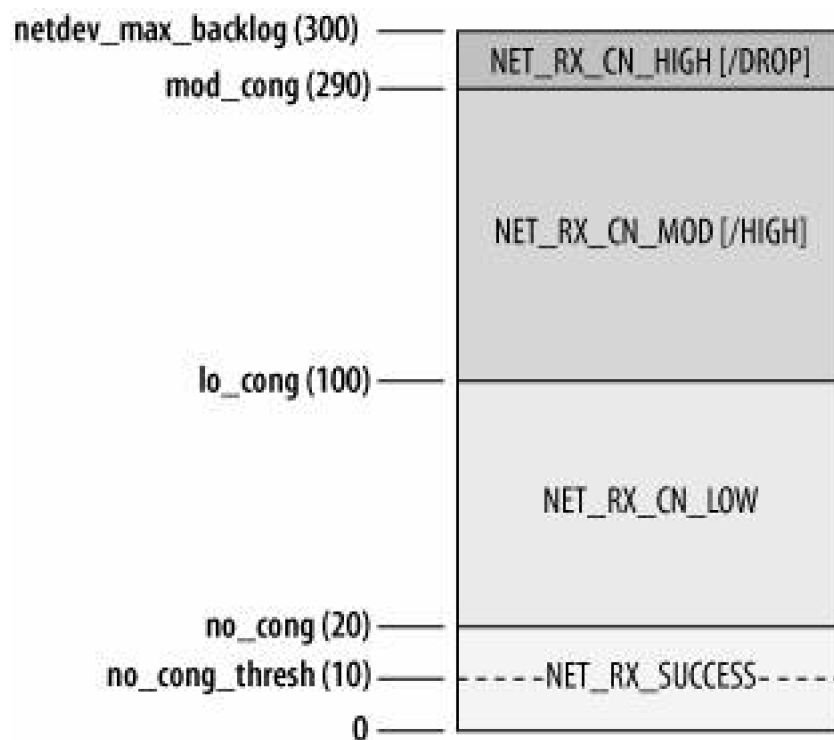 netdev_max_backlog (300)
NET_RX_CN_HIGH [/DROP]
mod_cong (290)
NET_RX_CN_MOD [/HIGH]
lo_cong (100)
NET_RX_CN_LOW
no_cong (20)
no_cong_thresh (10)
NET_RX_SUCCESS
0